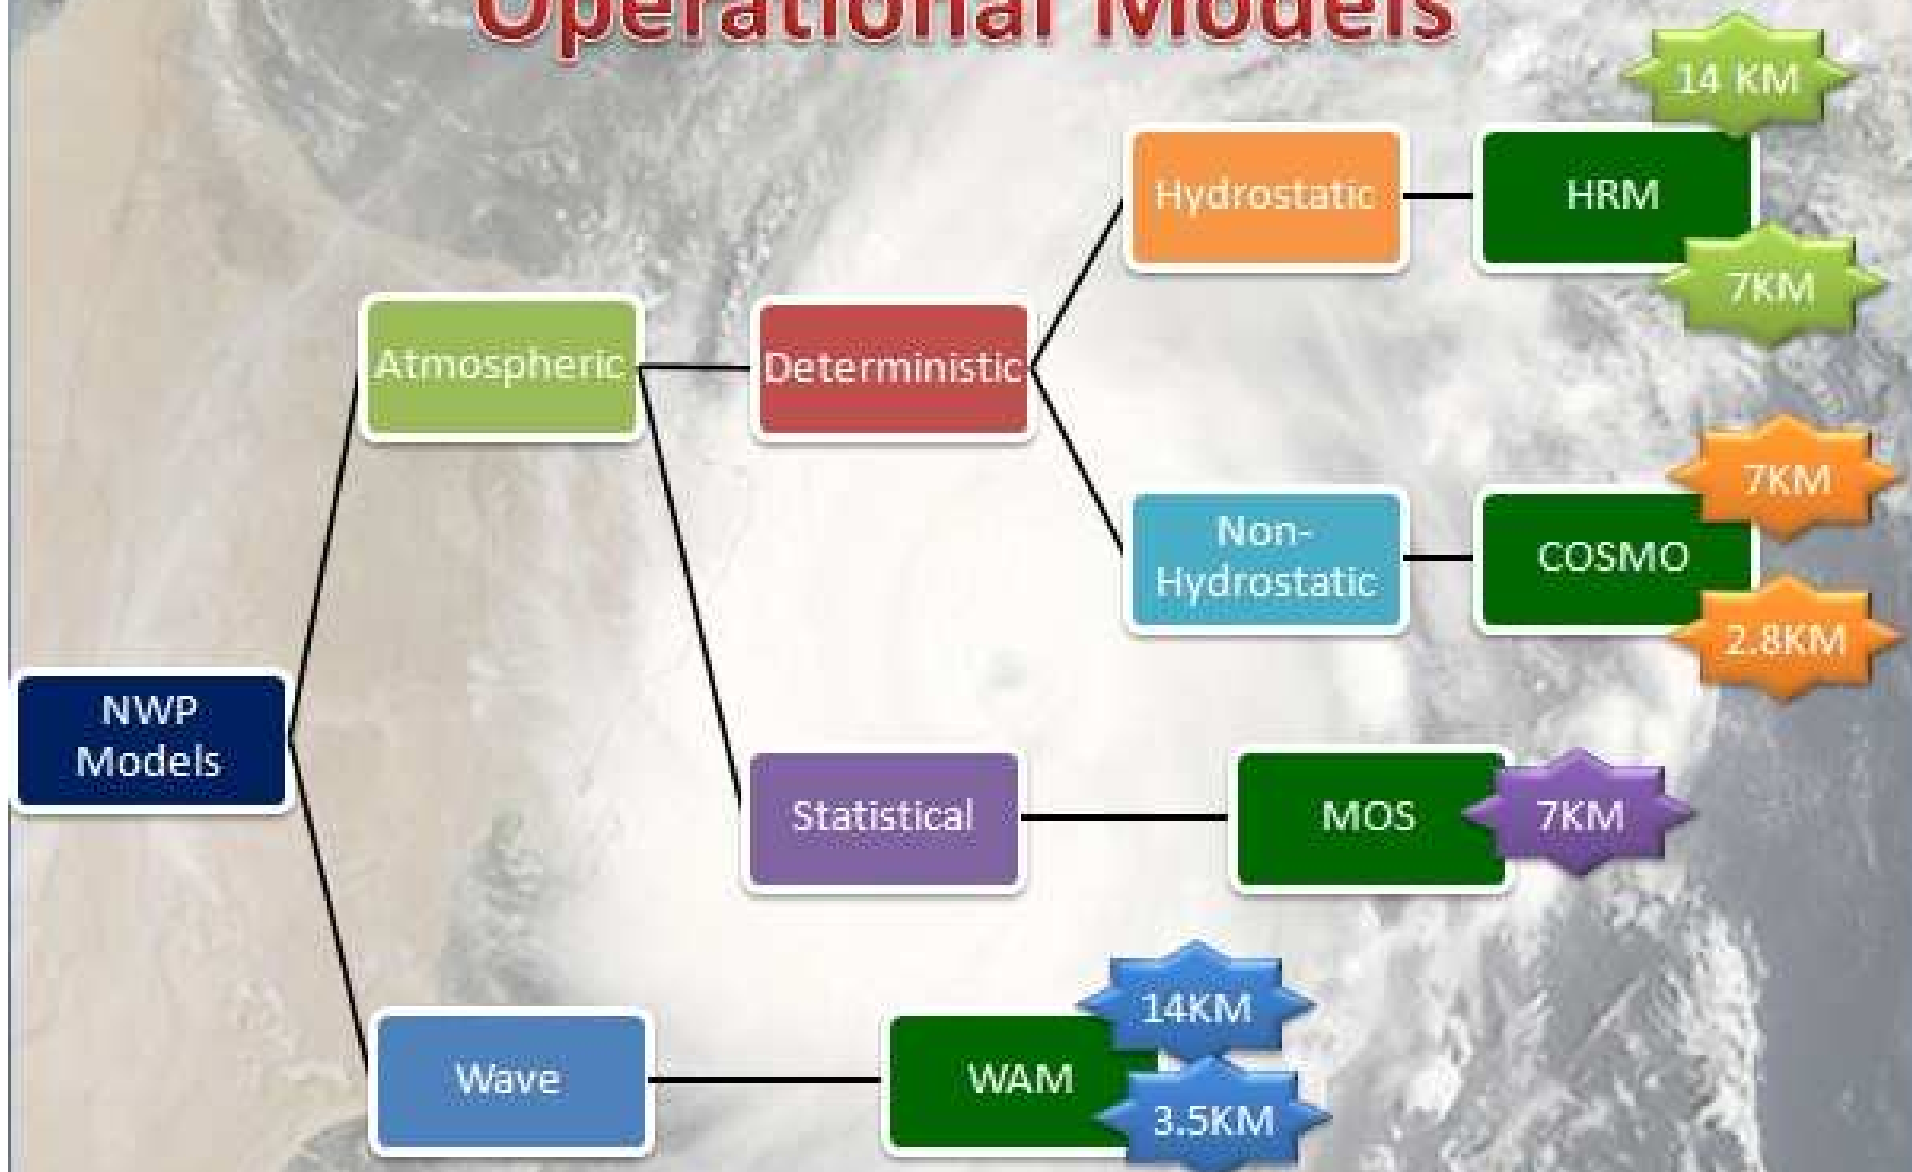 Operational Models
14 KM
Hydrostatic
HRM
7KM
Atmospheric
Deterministic
7KM
Non-
Hydrostatic
COSMO
2.8KM
NWP
Models
Statistical
MOS
7KM
14KM
Wave
WAM
3.5KM